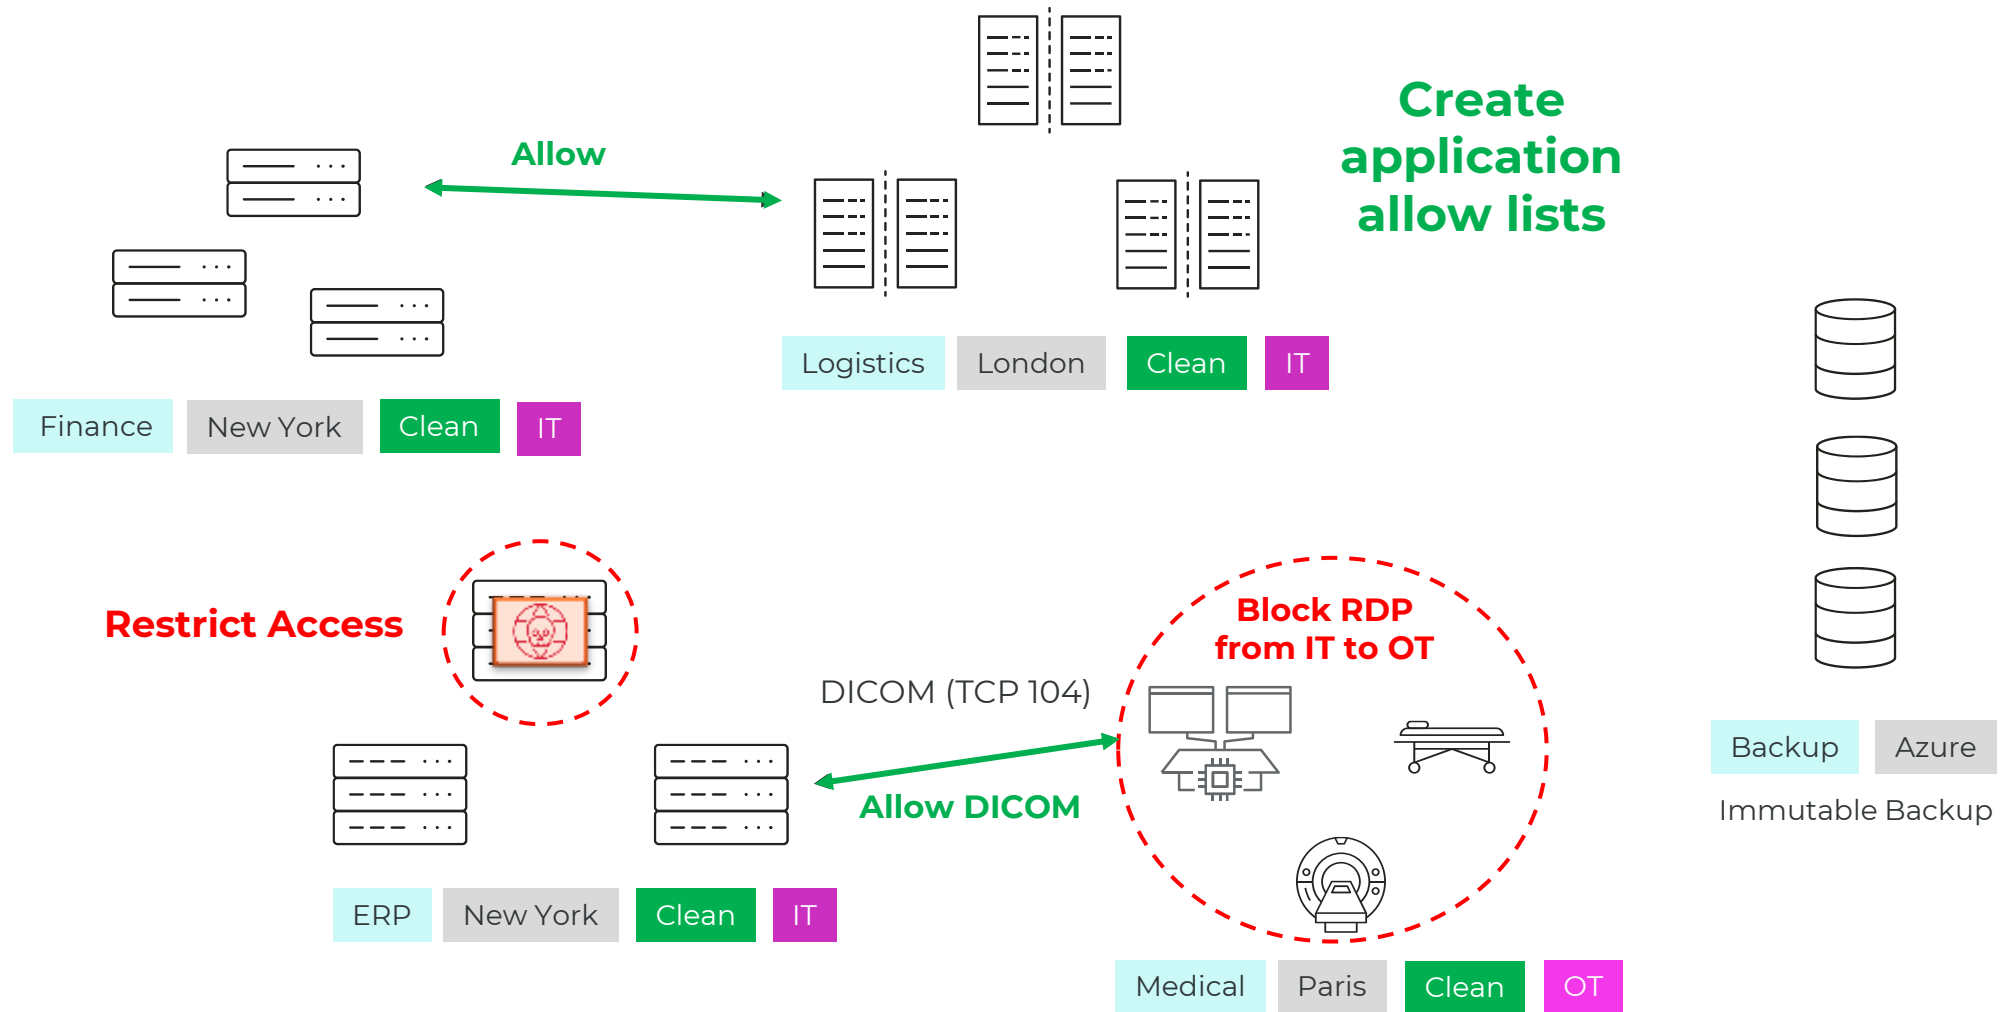 Create
application
allow lists
Allow
Logistics
London
Clean
IT
Finance
New York
Clean
IT
Restrict Access
Block RDP
from IT to OT
DICOM (TCP 104)
Allow DICOM
Backup
Azure
Immutable Backup
ERP
New York
Clean
IT
Medical
Paris
Clean
OT